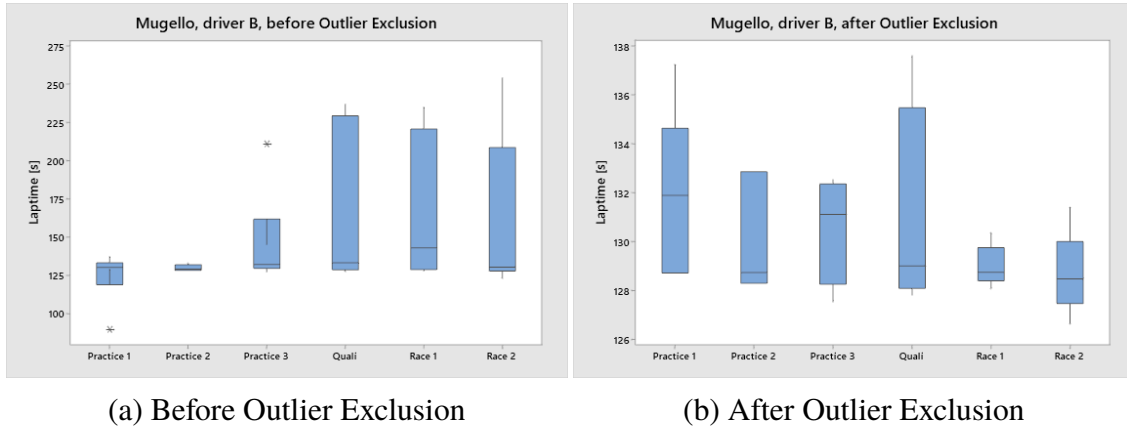 Mugello, driver B, before Outlier Exclusion
275
250
225
200
175
150
125
100
Laptime [s]
Practice 1 Practice 2 Practice 3 Quali Race 1 Race 2
(a) Before Outlier Exclusion
Mugello, driver B, after Outlier Exclusion
138
136
134
132
130
128
126
Laptime [s]
Practice 1 Practice 2 Practice 3 Quali Race 1 Race 2
(b) After Outlier Exclusion